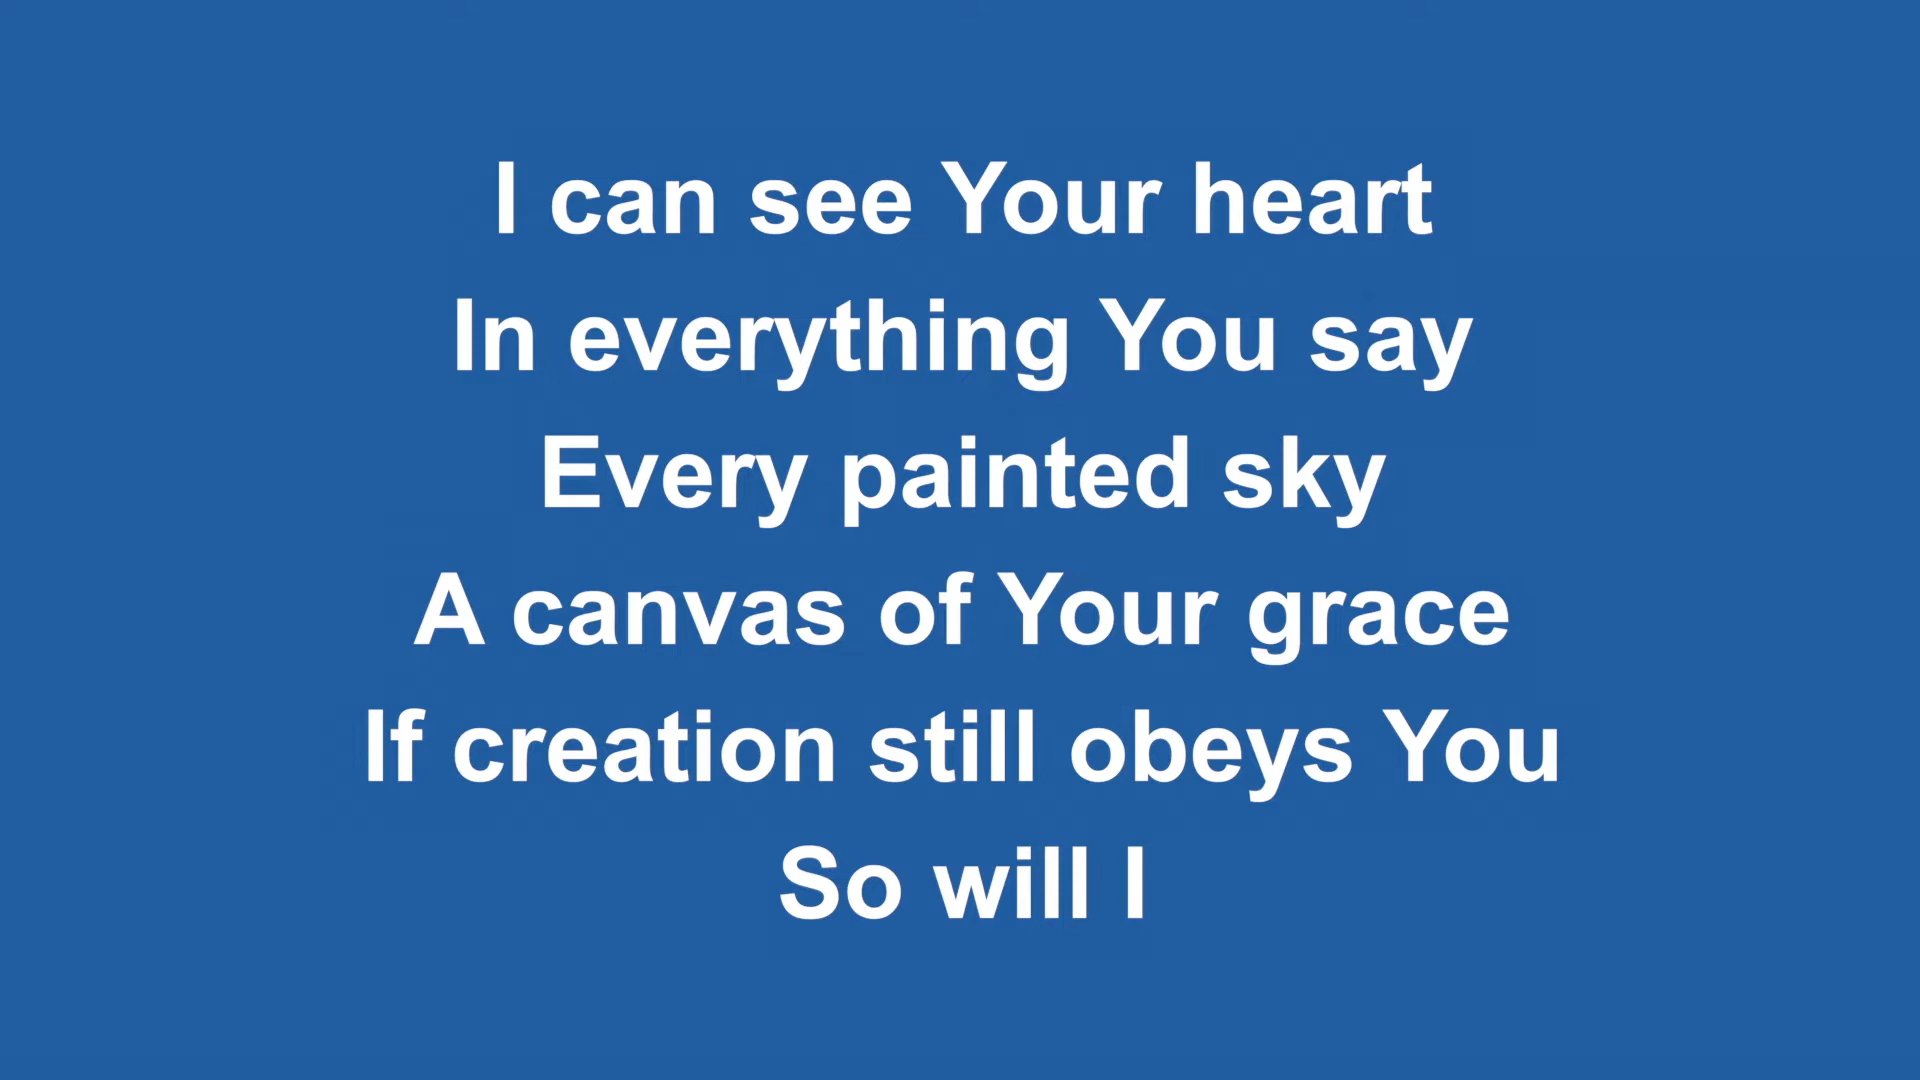 I can see Your heart
In everything You say
Every painted sky
A canvas of Your grace
If creation still obeys You
So will I